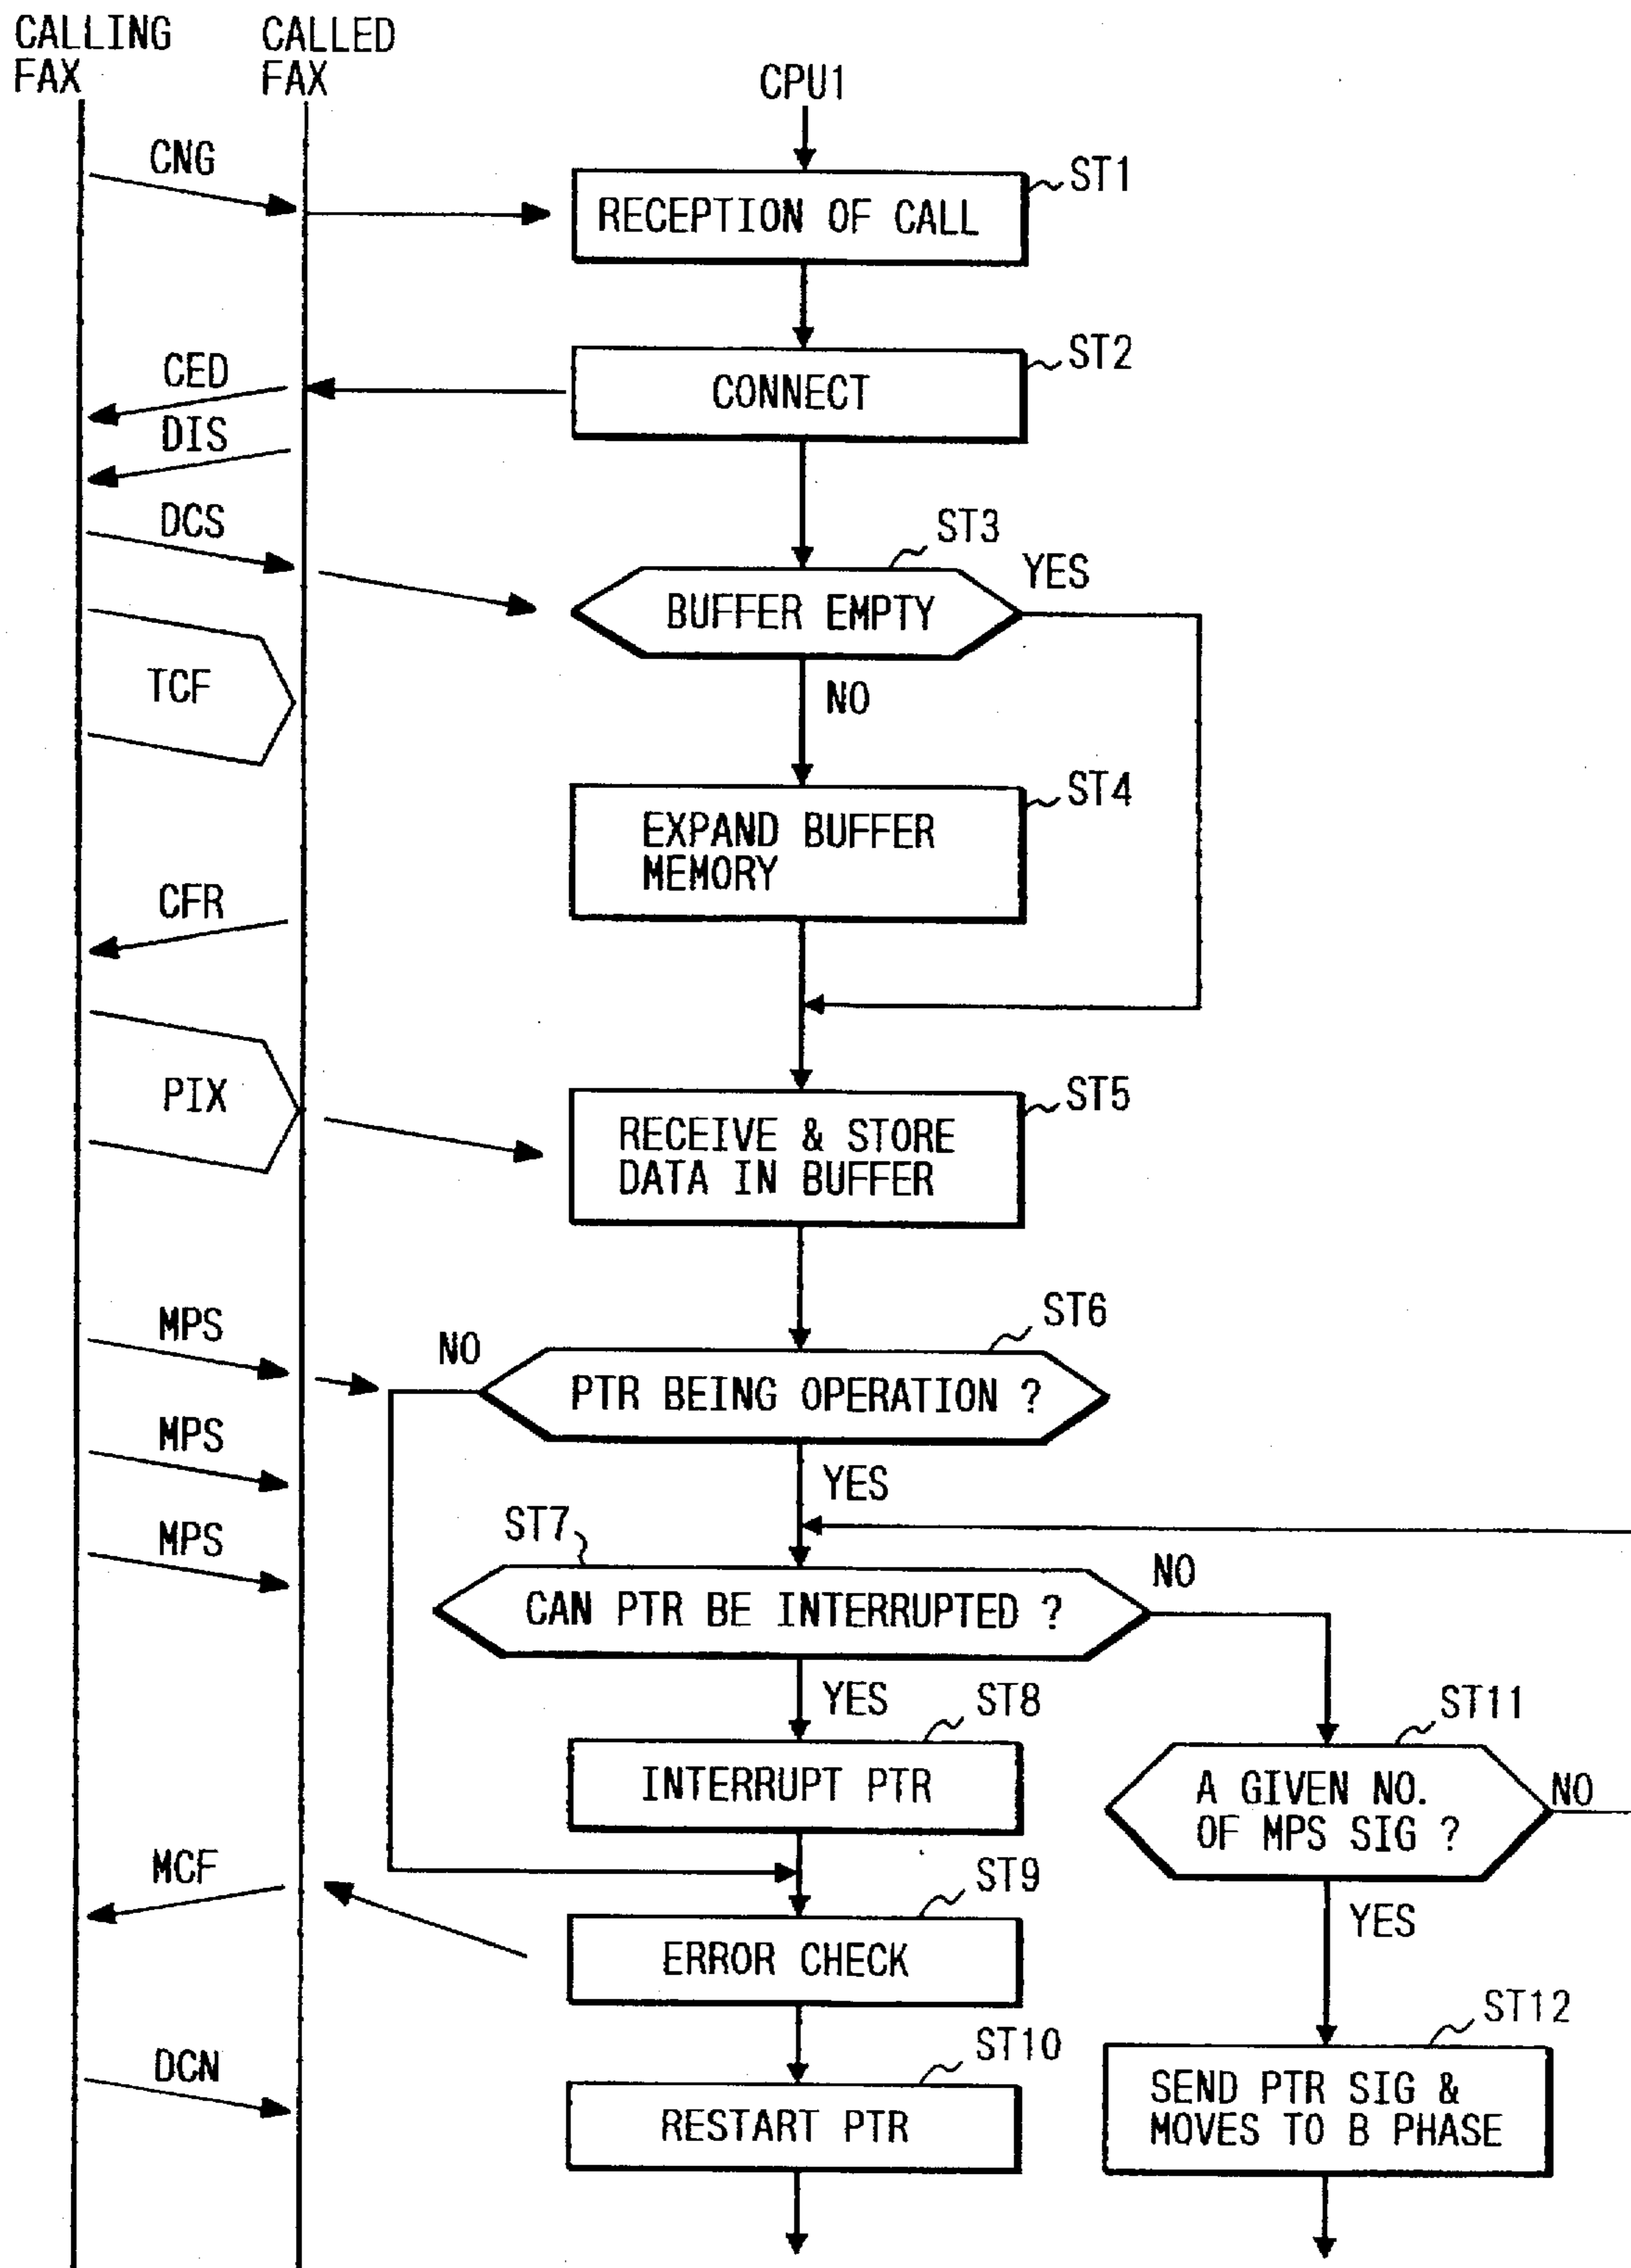 CALLING
FAX
CALLED
FAX
CPU1
CNG
ST1
RECEPTION OF CALL
ST2
CED
CONNECT
DIS
DCS
ST3
YES
BUFFER EMPTY
TCF
NO
ST4
EXPAND BUFFER
MEMORY
CFR
PIX
ST5
RECEIVE & STORE
DATA IN BUFFER
MPS
ST6
NO
PTR BEING OPERATION ?
MPS
YES
ST7
MPS
NO
CAN PTR BE INTERRUPTED ?
YES
ST8
ST11
INTERRUPT PTR
A GIVEN NO.
OF MPS SIG ?
NO
MCF
ST9
YES
ERROR CHECK
ST12
ST10
DCN
SEND PTR SIG &
MOVES TO B PHASE
RESTART PTR